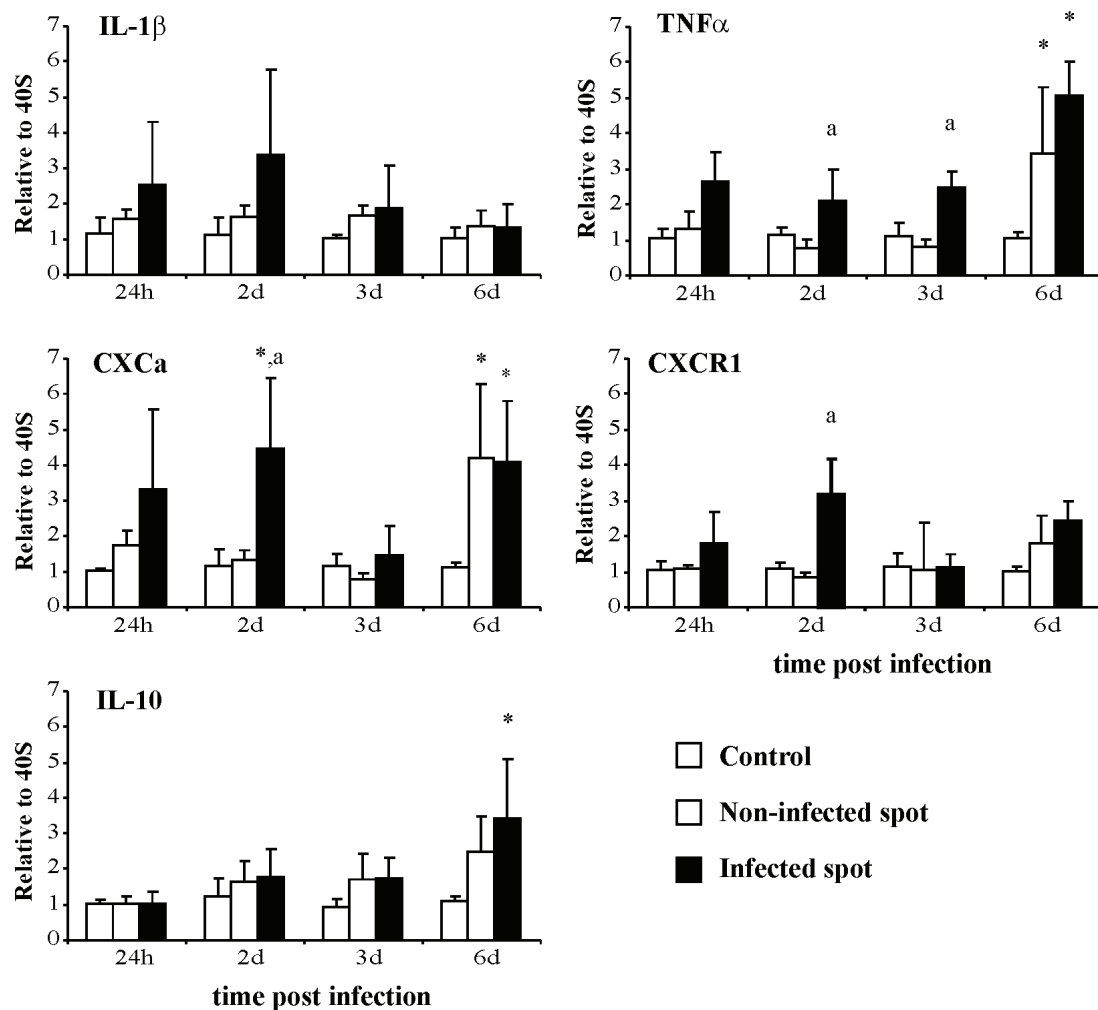 IL-1β
7
6
5
4
3
2
1
0
Relative to 40S
24h 2d 3d 6d
TNFα
* *
a a
7
6
5
4
3
2
1
0
Relative to 40S
24h 2d 3d 6d
CXCa
*,a * *
7
6
5
4
3
2
1
0
Relative to 40S
24h 2d 3d 6d
CXCR1
a
7
6
5
4
3
2
1
0
Relative to 40S
24h 2d 3d 6d
time post infection
IL-10
*
7
6
5
4
3
2
1
0
Relative to 40S
24h 2d 3d 6d
time post infection
Control
Non-infected spot
Infected spot